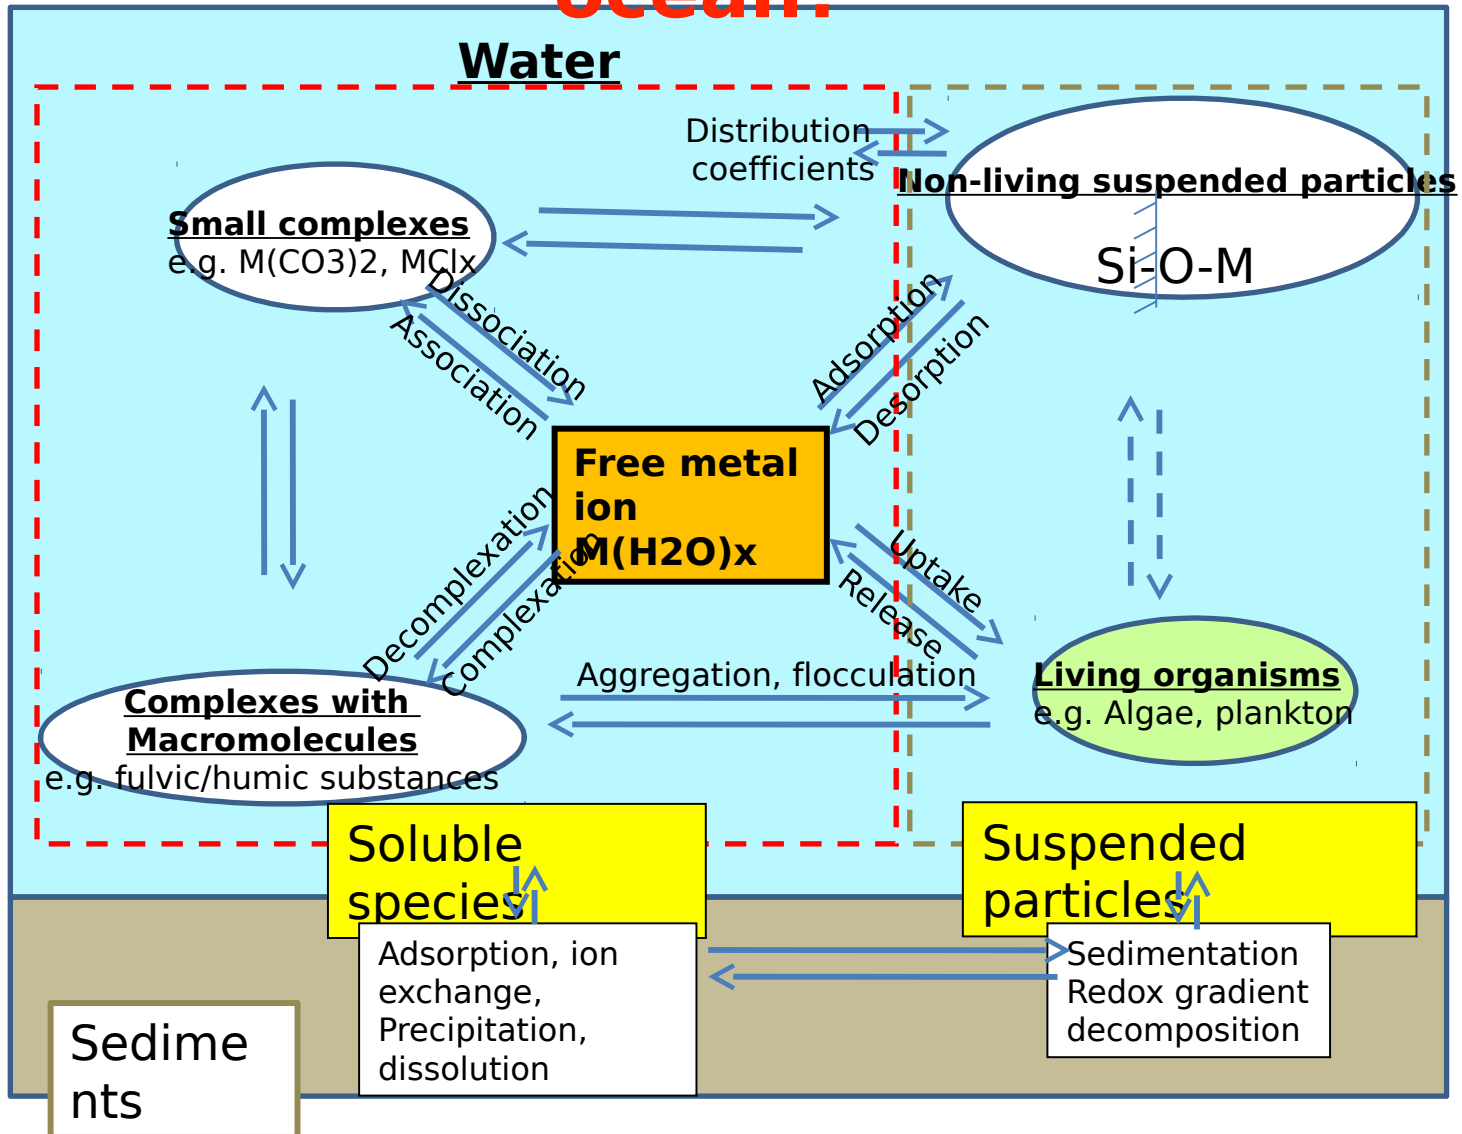 ocean.
Water
Distribution
coefficients
Non-living suspended particles
Si-O-M
Small complexes
e.g. M(CO3)2, MClx
Dissociation
Association
Adsorption
Desorption
Free metal
ion
M(H2O)x
Decomplexation
Complexation
Uptake
Release
Aggregation, flocculation
Living organisms
e.g. Algae, plankton
Complexes with
Macromolecules
e.g. fulvic/humic substances
Soluble
species
Suspended
particles
Adsorption, ion
exchange,
Precipitation,
dissolution
Sedimentation
Redox gradient
decomposition
Sedime
nts